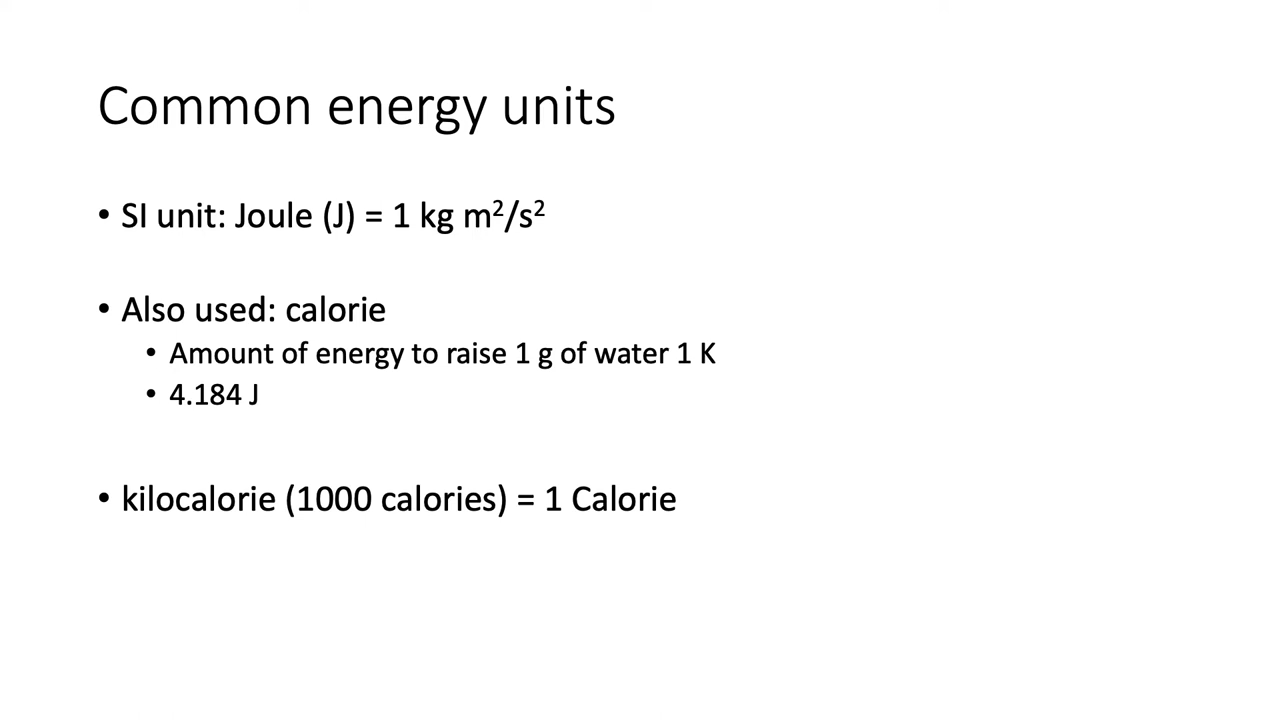 Common energy units
• SI unit: Joule (J) = 1 kg m²/s²
• Also used: calorie
• Amount of energy to raise 1 g of water 1 K
• 4.184 J
• kilocalorie (1000 calories) = 1 Calorie